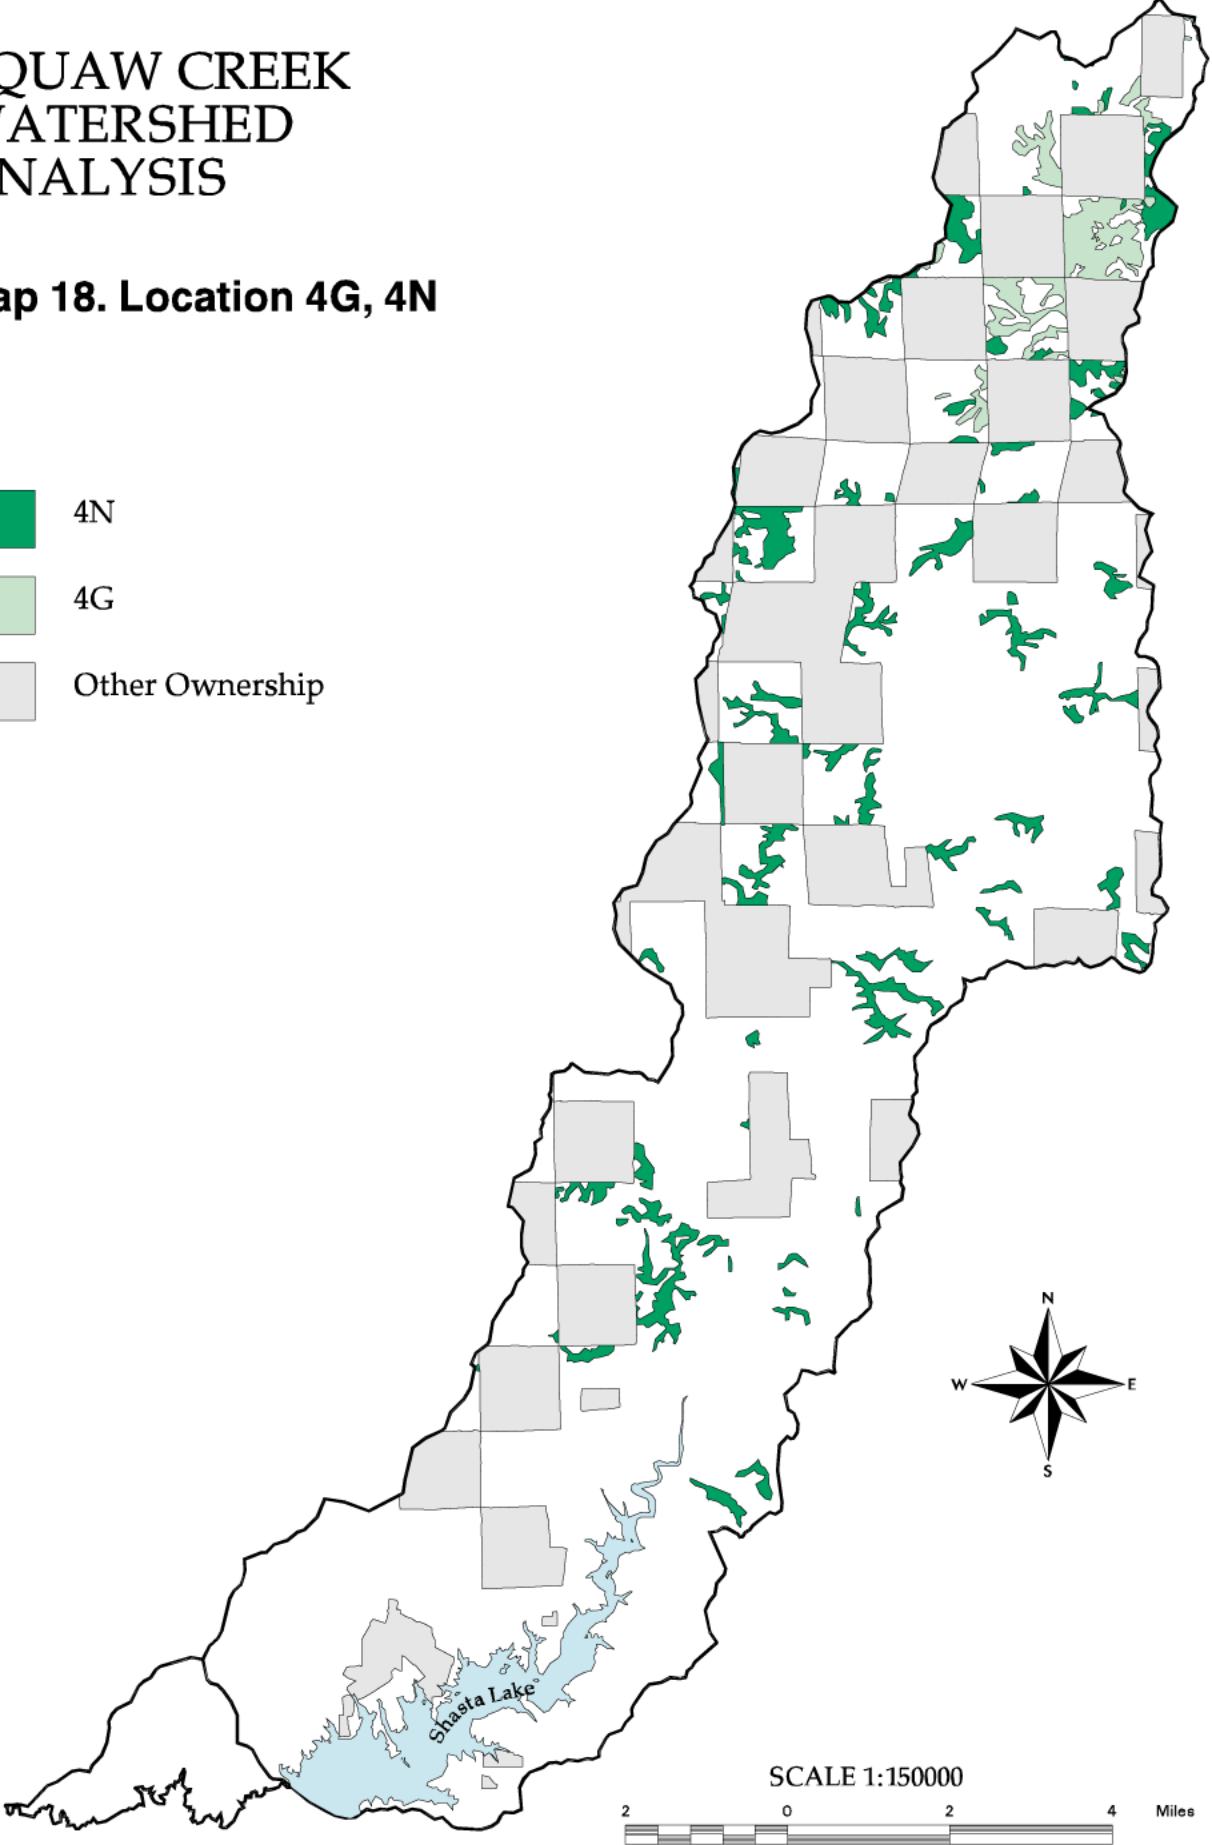 QUAW CREEK
ATERSHED
NALYSIS
ap 18. Location 4G, 4N
4N
4G
Other Ownership
N
W E
S
Shasta Lake
SCALE 1:150000
2 0 2 4 Miles